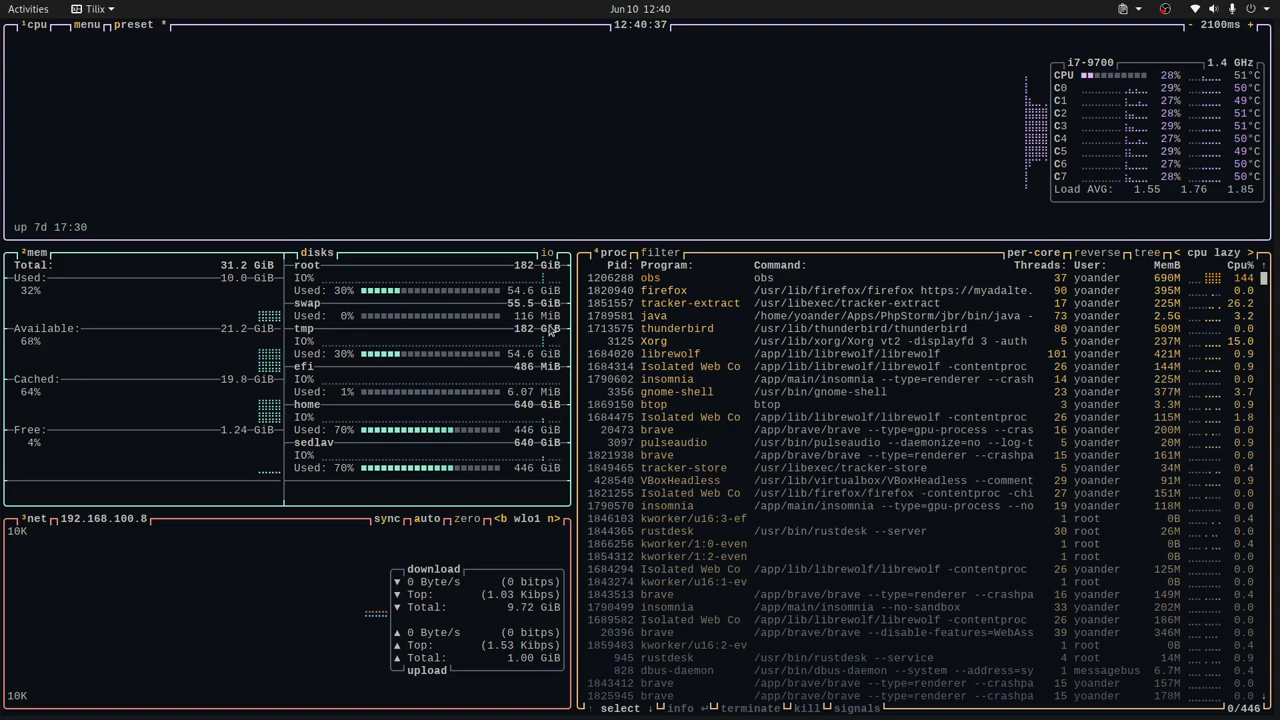 Activities Tilix Jun 10 12:40
¹cpu menu preset * 12:40:37 - 2100ms +
i7-9700 1.4 GHz
CPU 28% 51°C
C0 29% 50°C
C1 27% 49°C
C2 28% 51°C
C3 29% 51°C
C4 27% 50°C
C5 29% 49°C
C6 27% 50°C
C7 28% 50°C
Load AVG: 1.55 1.76 1.85
up 7d 17:30
²mem
Total: 31.2 GiB
Used: 10.0 GiB
32%
Available: 21.2 GiB
68%
Cached: 19.8 GiB
64%
Free: 1.24 GiB
4%
disks io
root 182 GiB
Used: 30% 54.6 GiB
swap 55.5 GiB
Used: 0% 116 MiB
tmp 182 GiB
IO%
Used: 30% 54.6 GiB
efi 486 MiB
IO%
Used: 1% 6.07 MiB
home 640 GiB
IO%
Used: 70% 446 GiB
sedlav 640 GiB
IO%
Used: 70% 446 GiB
³net 192.168.100.8 sync auto zero <b wlo1 n>
10K
download
▼ 0 Byte/s (0 bitps)
▼ Top: (1.03 Kibps)
▼ Total: 9.72 GiB
▲ 0 Byte/s (0 bitps)
▲ Top: (1.53 Kibps)
▲ Total: 1.00 GiB
upload
10K
⁴proc filter per-core reverse tree < cpu lazy >
Pid: Program: Command: Threads: User: MemB Cpu% ↑
1206288 obs obs 37 yoander 690M 144
1820940 firefox /usr/lib/firefox/firefox https://myadalte. 90 yoander 395M 0.0
1851557 tracker-extract /usr/libexec/tracker-extract 17 yoander 225M 26.2
1789581 java /home/yoander/Apps/PhpStorm/jbr/bin/java - 73 yoander 2.5G 3.2
1713575 thunderbird /usr/lib/thunderbird/thunderbird 80 yoander 509M 0.0
3125 Xorg /usr/lib/xorg/Xorg vt2 -displayfd 3 -auth 5 yoander 237M 15.0
1684020 librewolf /app/lib/librewolf/librewolf 101 yoander 421M 0.9
1684314 Isolated Web Co /app/lib/librewolf/librewolf -contentproc 26 yoander 144M 0.9
1790602 insomnia /app/main/insomnia --type=renderer --crash 14 yoander 225M 0.0
3356 gnome-shell /usr/bin/gnome-shell 23 yoander 377M 3.7
1869150 btop btop 3 yoander 3.3M 0.9
1684475 Isolated Web Co /app/lib/librewolf/librewolf -contentproc 26 yoander 115M 1.8
20473 brave /app/brave/brave --type=gpu-process --cras 16 yoander 200M 0.0
3097 pulseaudio /usr/bin/pulseaudio --daemonize=no --log-t 5 yoander 20M 0.9
1821938 brave /app/brave/brave --type=renderer --crashpa 15 yoander 161M 0.0
1849465 tracker-store /usr/libexec/tracker-store 5 yoander 34M 0.4
428540 VBoxHeadless /usr/lib/virtualbox/VBoxHeadless --comment 29 yoander 91M 0.9
1821255 Isolated Web Co /usr/lib/firefox/firefox -contentproc -chi 27 yoander 151M 0.0
1790570 insomnia /app/main/insomnia --type=gpu-process --no 19 yoander 118M 0.0
1846103 kworker/u16:3-ef 1 root 0B 0.4
1844365 rustdesk /usr/bin/rustdesk --server 30 root 26M 0.4
1866256 kworker/1:0-even 1 root 0B 0.4
1854312 kworker/1:2-even 1 root 0B 0.0
1684294 Isolated Web Co /app/lib/librewolf/librewolf -contentproc 26 yoander 125M 0.0
1843274 kworker/u16:1-ev 1 root 0B 0.4
1843513 brave /app/brave/brave --type=renderer --crashpa 16 yoander 149M 0.4
1790499 insomnia /app/main/insomnia --no-sandbox 33 yoander 202M 0.0
1689582 Isolated Web Co /app/lib/librewolf/librewolf -contentproc 26 yoander 186M 0.0
20396 brave /app/brave/brave --disable-features=WebAss 39 yoander 346M 0.0
1859483 kworker/u16:2-ev 1 root 0B 0.4
945 rustdesk /usr/bin/rustdesk --service 4 root 14M 0.9
828 dbus-daemon /usr/bin/dbus-daemon --system --address=sy 1 messagebus 6.7M 0.4
1843412 brave /app/brave/brave --type=renderer --crashpa 15 yoander 157M 0.0
1825945 brave /app/brave/brave --type=renderer --crashpa 15 yoander 178M 0.0 ↓
↑ select ↓ info ↵ terminate kill signals 0/446